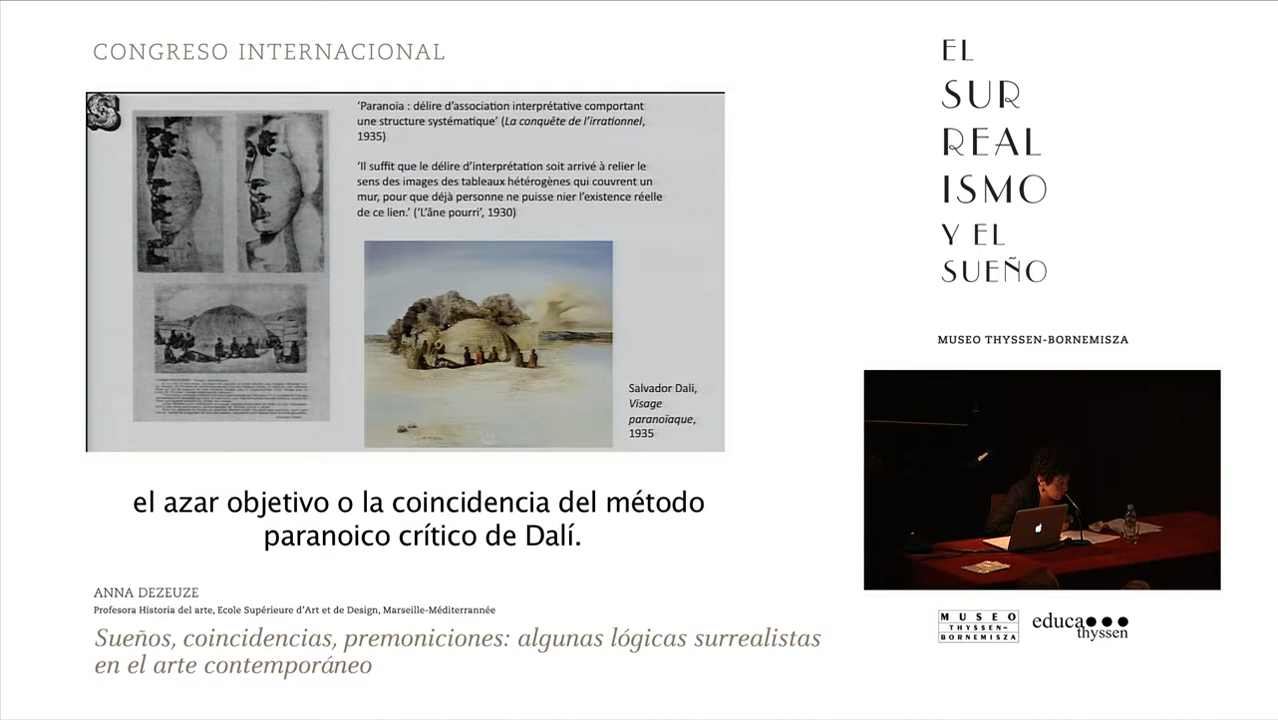 CONGRESO INTERNACIONAL
'Paranoïa : délire d'association interprétative comportant
une structure systématique' (La conquête de l'irrationnel,
1935)
'Il suffit que le délire d'interprétation soit arrivé à relier le
sens des images des tableaux hétérogènes qui couvrent un
mur, pour que déjà personne ne puisse nier l'existence réelle
de ce lien.' ('L'âne pourri', 1930)
Salvador Dali,
Visage
paranoïaque,
1935
el azar objetivo o la coincidencia del método
paranoico crítico de Dalí.
ANNA DEZEUZE
Profesora Historia del arte, Ecole Supérieure d'Art et de Design, Marseille-Méditerrannée
Sueños, coincidencias, premoniciones: algunas lógicas surrealistas
en el arte contemporáneo
EL
SUR
REAL
ISMO
Y EL
SUEÑO
MUSEO THYSSEN-BORNEMISZA
MUSEO
THYSSEN-
BORNEMISZA
educa
thyssen